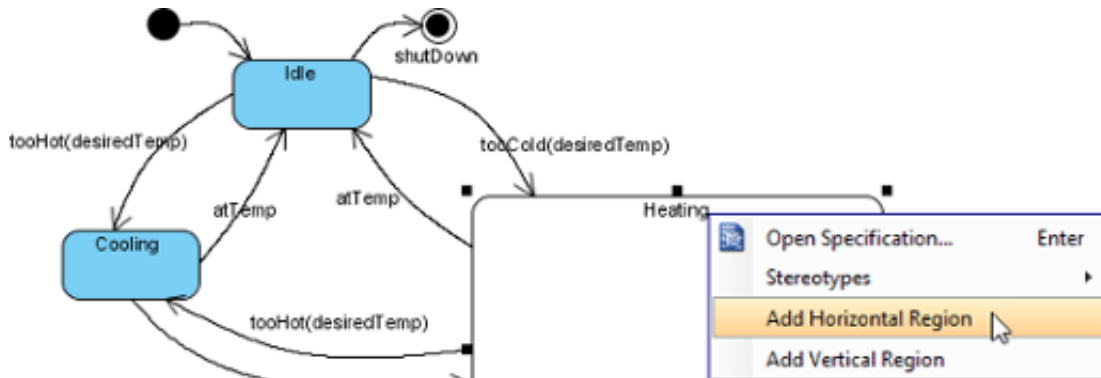 shutDown
Idle
tooHot(desiredTemp)
tooCold(desiredTemp)
atTemp
atTemp
Heating
Cooling
tooHot(desiredTemp)
Open Specification... Enter
Stereotypes
Add Horizontal Region
Add Vertical Region